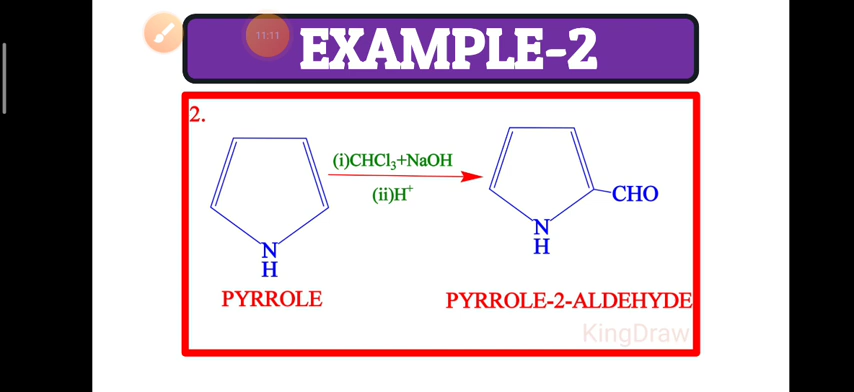 11:11
EXAMPLE-2
2.
(i)CHCl₃+NaOH
(ii)H⁺
CHO
N
H
N
H
PYRROLE
PYRROLE-2-ALDEHYDE
KingDraw